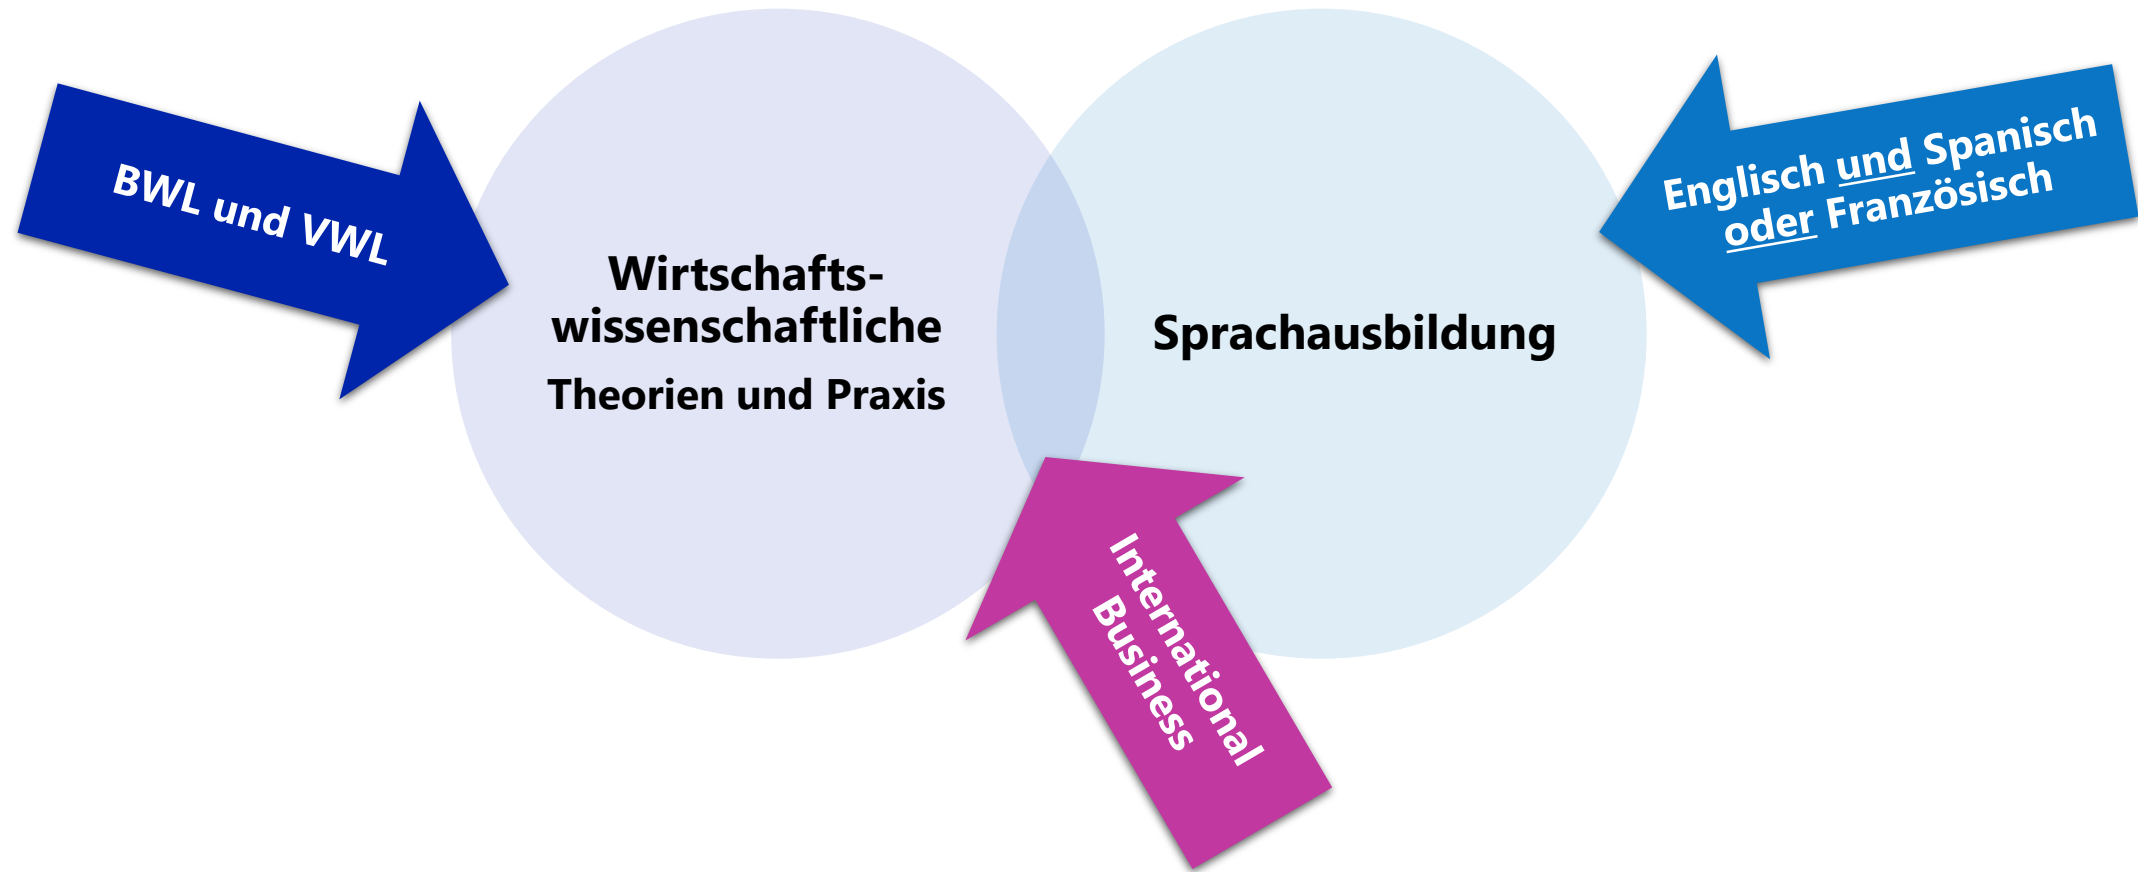 BWL und VWL
Wirtschafts-
wissenschaftliche
Theorien und Praxis
Sprachausbildung
Englisch und Spanisch
oder Französisch
International
Business